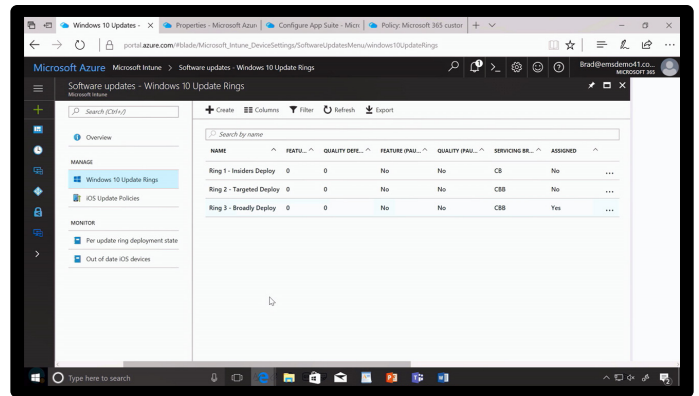 Windows 10 Updates -
Properties - Microsoft Azun
Configure App Suite - Micro
Policy: Microsoft 365 custor
portal.azure.com/#blade/Microsoft_Intune_DeviceSettings/SoftwareUpdatesMenu/windows10UpdateRings
Microsoft Azure Microsoft Intune > Software updates - Windows 10 Update Rings
Brad@emsdemo41.co...
MICROSOFT 365
Software updates - Windows 10 Update Rings
Microsoft Intune
Search (Ctrl+/)
Overview
MANAGE
Windows 10 Update Rings
iOS Update Policies
MONITOR
Per update ring deployment state
Out of date iOS devices
Create Columns Filter Refresh Export
Search by name
NAME FEATU... QUALITY DEFE... FEATURE (PAU... QUALITY (PAU... SERVICING BR... ASSIGNED
Ring 1 - Insiders Deploy 0 0 No No CB No ...
Ring 2 - Targeted Deploy 0 0 No No CBB No ...
Ring 3 - Broadly Deploy 0 0 No No CBB Yes ...
Type here to search